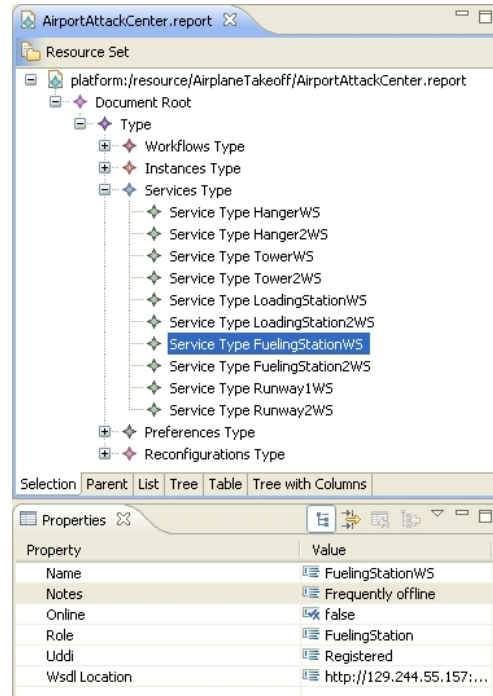 AirportAttackCenter.report
Resource Set
platform:/resource/AirplaneTakeoff/AirportAttackCenter.report
Document Root
Type
Workflows Type
Instances Type
Services Type
Service Type HangerWS
Service Type Hanger2WS
Service Type TowerWS
Service Type Tower2WS
Service Type LoadingStationWS
Service Type LoadingStation2WS
Service Type FuelingStationWS
Service Type FuelingStation2WS
Service Type Runway1WS
Service Type Runway2WS
Preferences Type
Reconfigurations Type
Selection Parent List Tree Table Tree with Columns
Properties
Property Value
Name FuelingStationWS
Notes Frequently offline
Online false
Role FuelingStation
Uddi Registered
Wsdl Location http://129.244.55.157:...